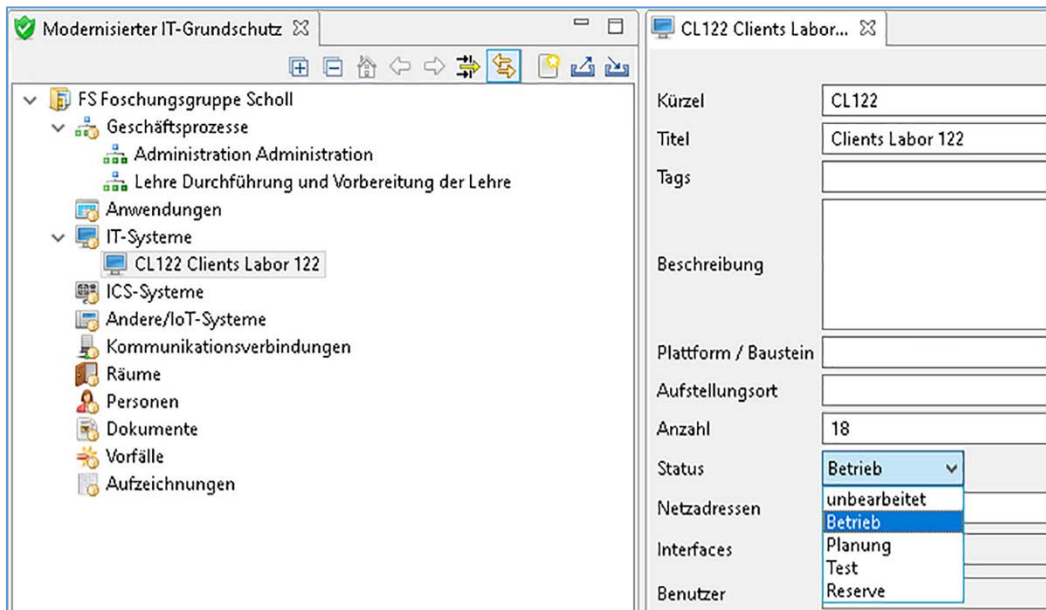 Modernisierter IT-Grundschutz
FS Foschungsgruppe Scholl
Geschäftsprozesse
Administration Administration
Lehre Durchführung und Vorbereitung der Lehre
Anwendungen
IT-Systeme
CL122 Clients Labor 122
ICS-Systeme
Andere/IoT-Systeme
Kommunikationsverbindungen
Räume
Personen
Dokumente
Vorfälle
Aufzeichnungen
CL122 Clients Labor...
Kürzel CL122
Titel Clients Labor 122
Tags
Beschreibung
Plattform / Baustein
Aufstellungsort
Anzahl 18
Status Betrieb
unbearbeitet
Netzadressen
Betrieb
Planung
Interfaces
Test
Reserve
Benutzer